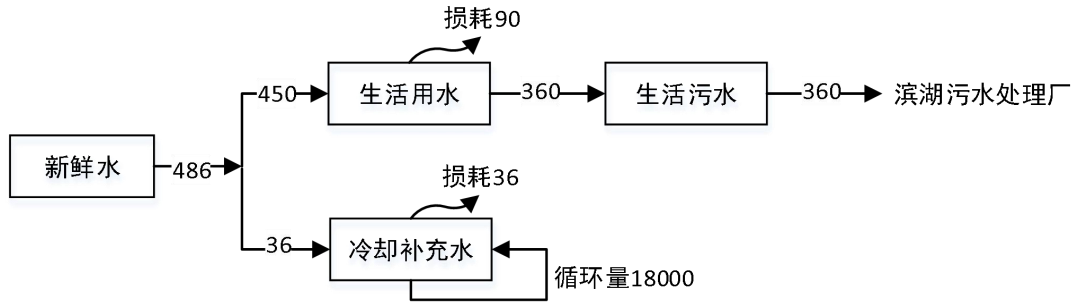 损耗90
450
生活用水
360
生活污水
360
滨湖污水处理厂
新鲜水
486
损耗36
36
冷却补充水
循环量18000